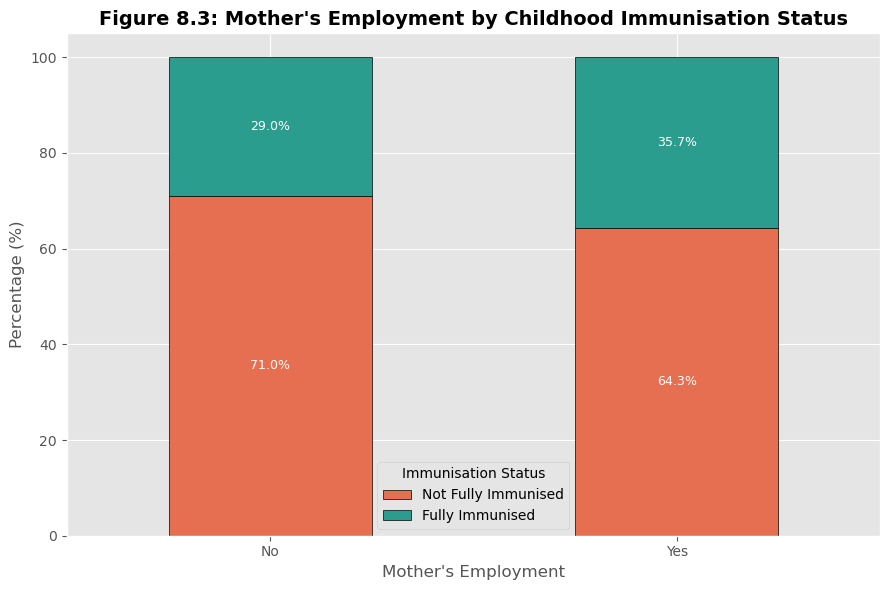 Figure 8.3: Mother's Employment by Childhood Immunisation Status
Percentage (%)
100
80
60
40
20
0
29.0%
71.0%
35.7%
64.3%
Immunisation Status
Not Fully Immunised
Fully Immunised
No
Yes
Mother's Employment